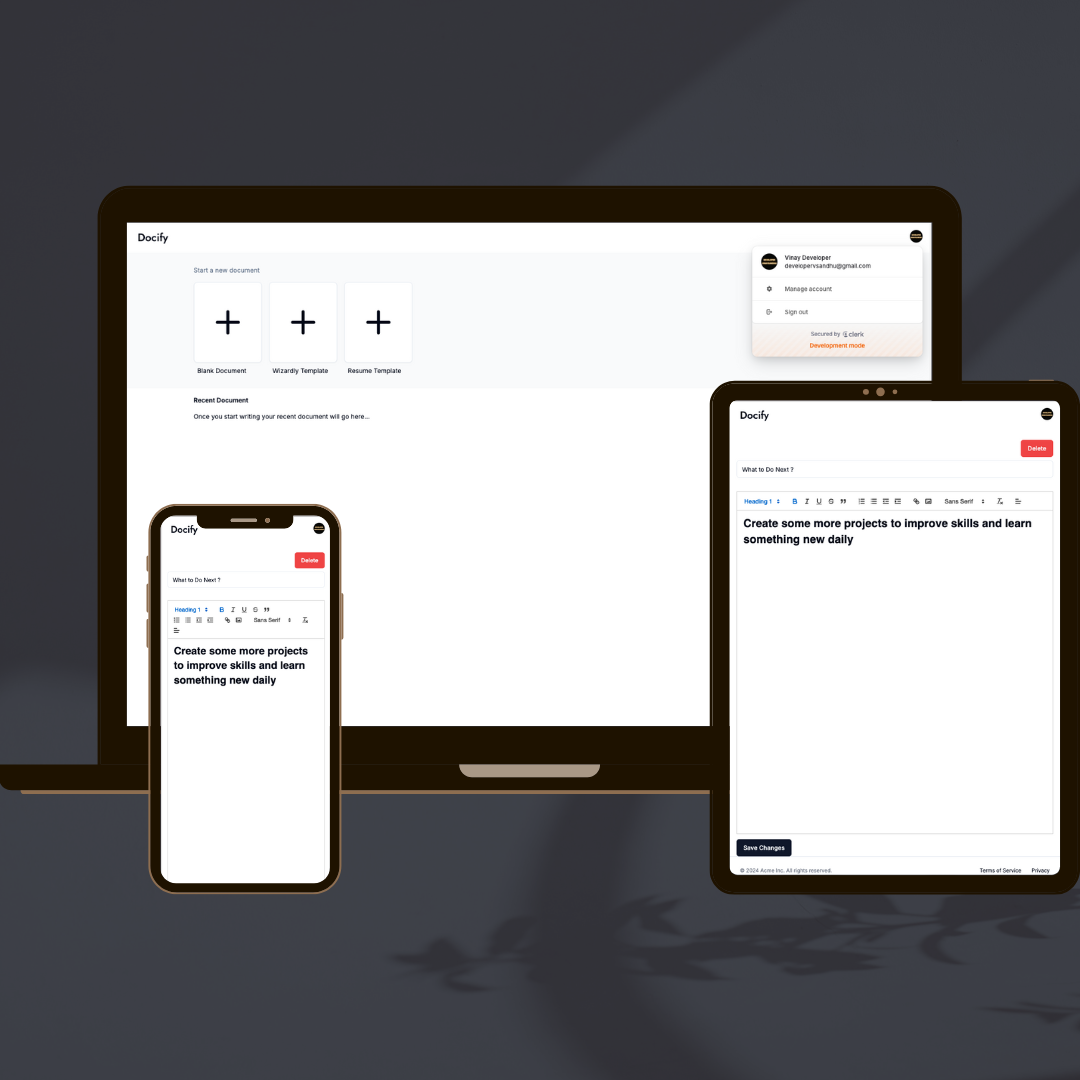 Docify
Start a new document
Blank Document
Wizardly Template
Resume Template
Recent Document
Once you start writing your recent document will go here...
Vinay Developer
developervsandhu@gmail.com
Manage account
Sign out
Secured by clerk
Development mode
Docify
Delete
What to Do Next ?
Heading 1
B I U S
Sans Serif
Create some more projects
to improve skills and learn
something new daily
Docify
Delete
What to Do Next ?
Heading 1 B I U S Sans Serif
Create some more projects to improve skills and learn
something new daily
Save Changes
© 2024 Acme Inc. All rights reserved.
Terms of Service Privacy